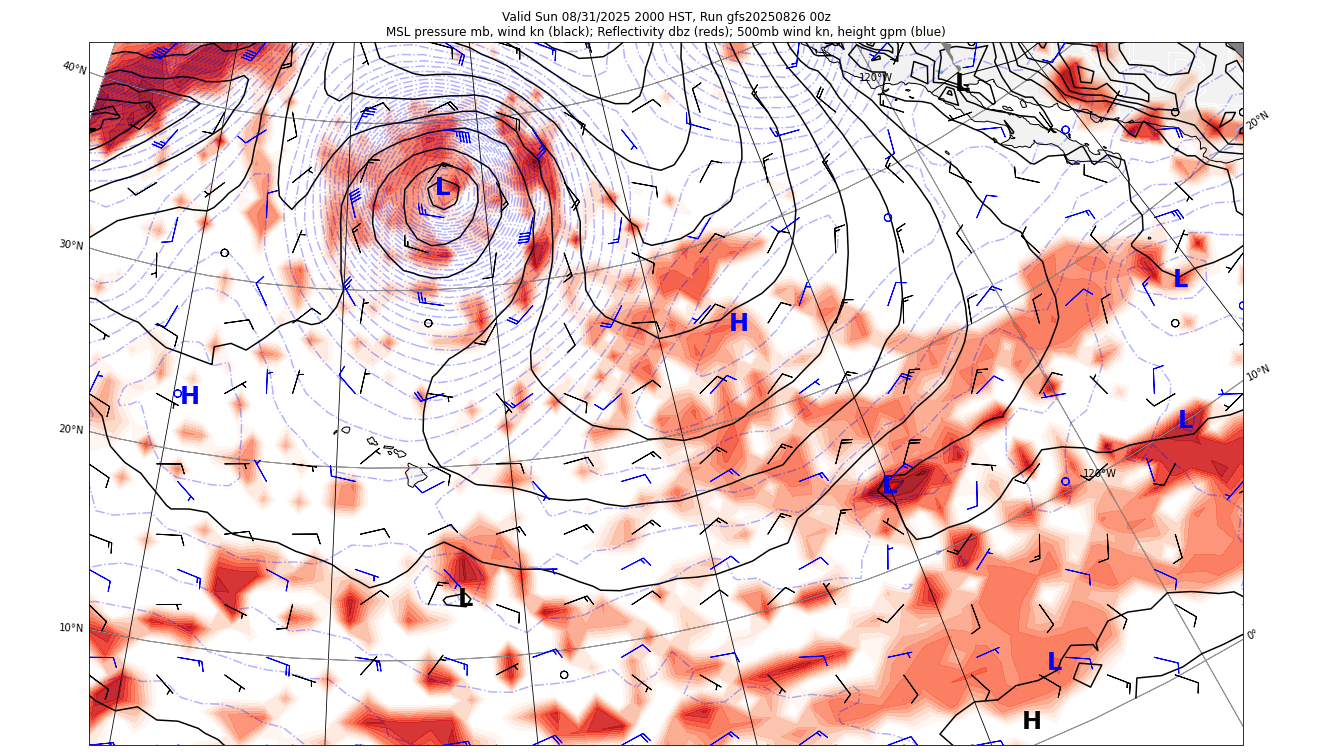 Valid Sun 08/31/2025 2000 HST, Run gfs20250826 00z
MSL pressure mb, wind kn (black); Reflectivity dbz (reds); 500mb wind kn, height gpm (blue)
40°N
120°W
L
20°N
L
30°N
L
H
10°N
H
L
20°N
120°W
L
L
10°N
0°
L
H